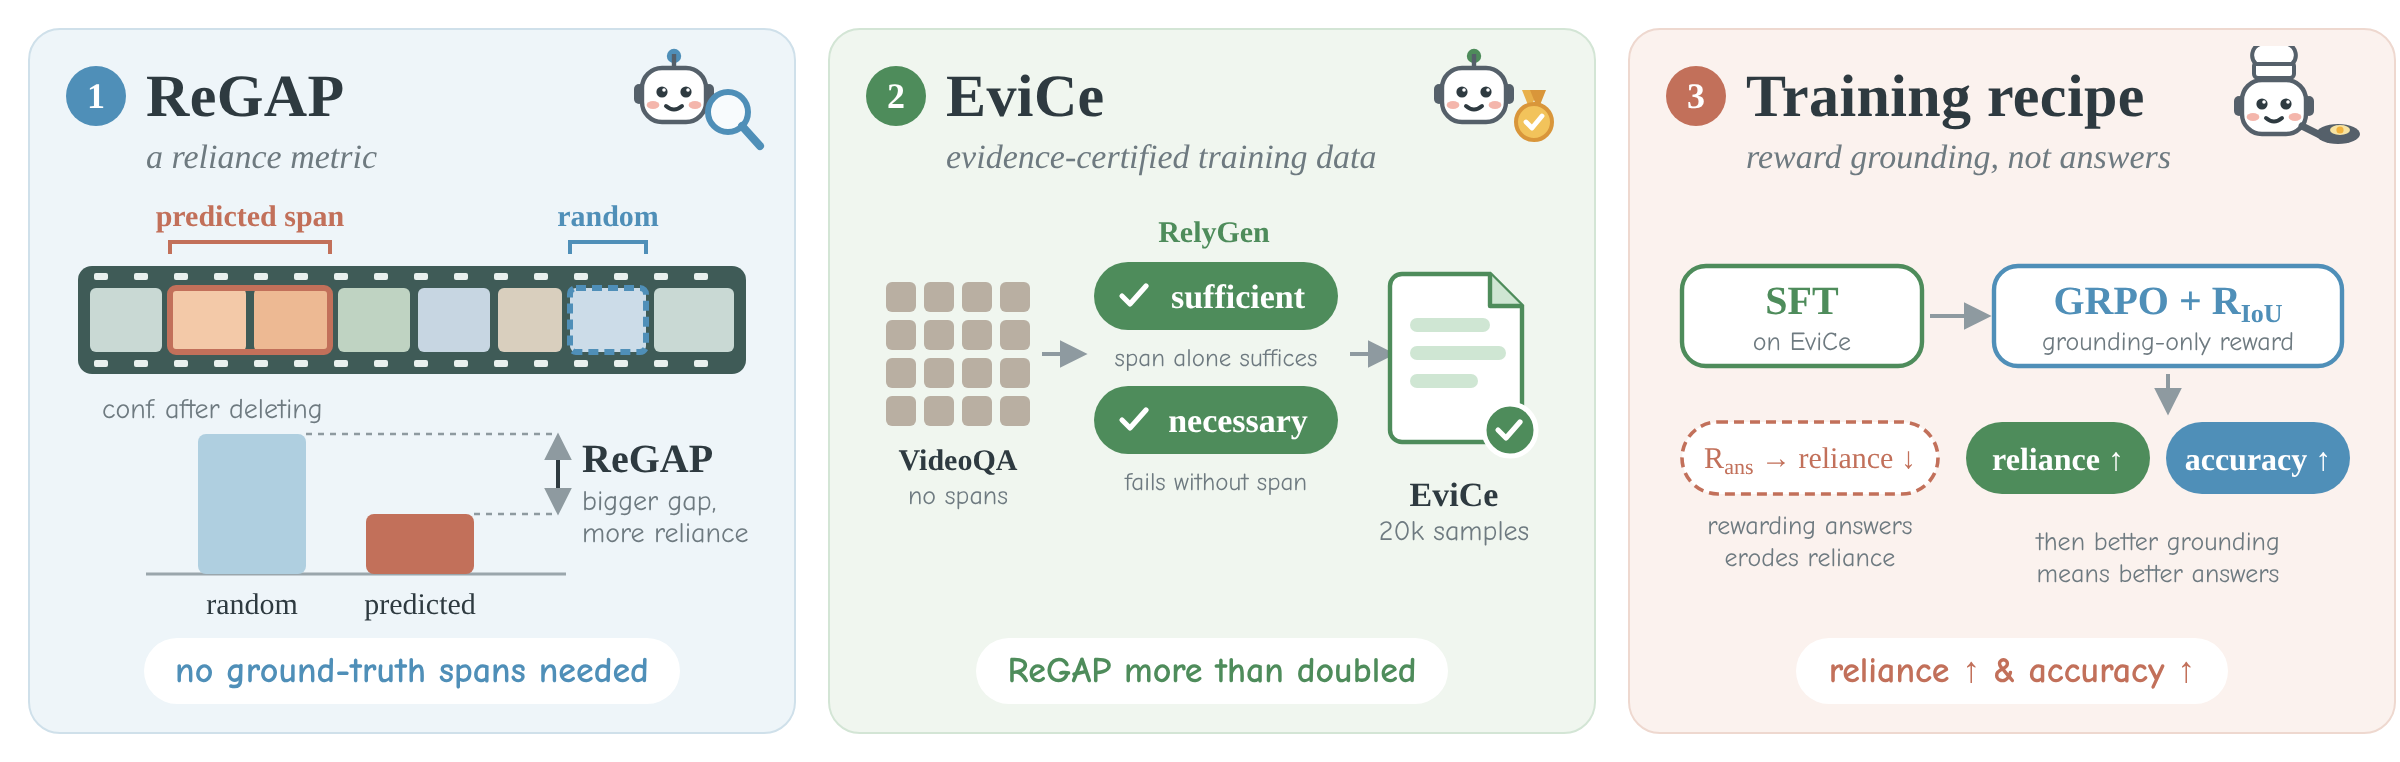 1 ReGAP
a reliance metric
predicted span
random
conf. after deleting
ReGAP
bigger gap,
more reliance
random
predicted
no ground-truth spans needed
2 EviCe
evidence-certified training data
RelyGen
sufficient
span alone suffices
necessary
fails without span
VideoQA
no spans
EviCe
20k samples
ReGAP more than doubled
3 Training recipe
reward grounding, not answers
SFT
on EviCe
GRPO + R_IoU
grounding-only reward
R_ans → reliance ↓
rewarding answers
erodes reliance
reliance ↑
accuracy ↑
then better grounding
means better answers
reliance ↑ & accuracy ↑